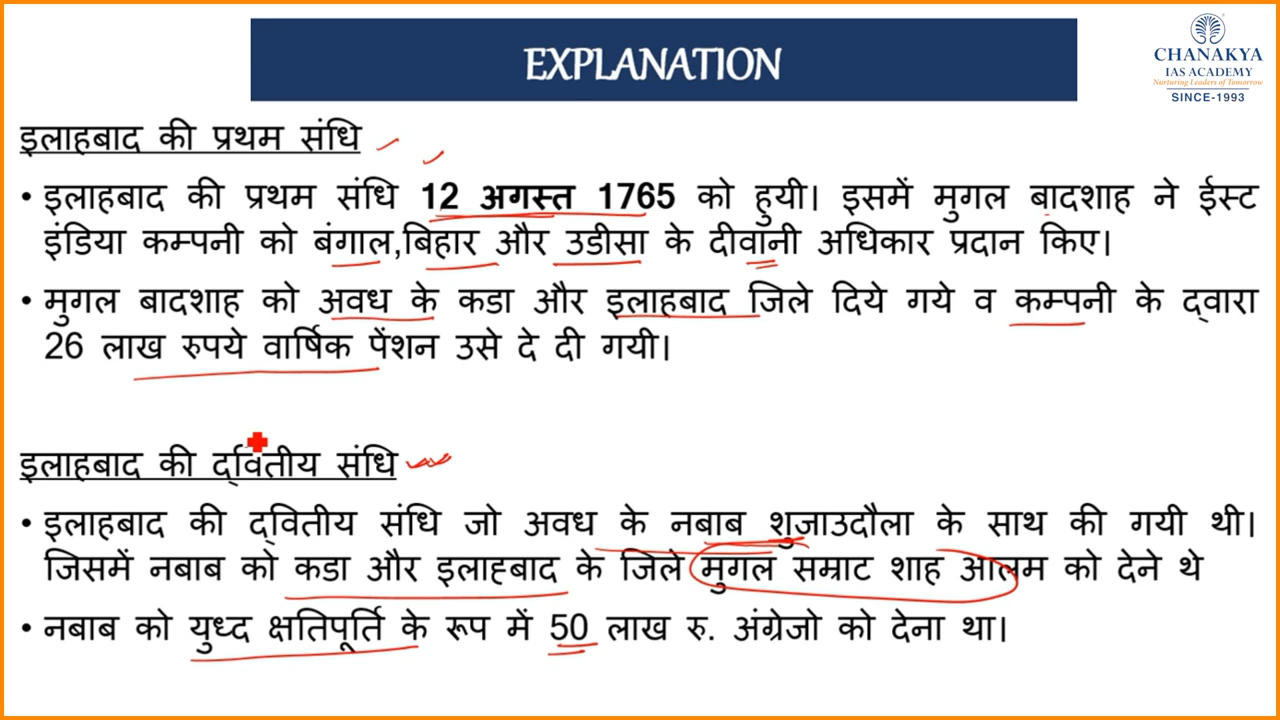 EXPLANATION
CHANAKYA
IAS ACADEMY
Nurturing Leaders of Tomorrow
SINCE-1993
इलाहबाद की प्रथम संधि
• इलाहबाद की प्रथम संधि 12 अगस्त 1765 को हुयी। इसमें मुगल बादशाह ने ईस्ट
इंडिया कम्पनी को बंगाल,बिहार और उडीसा के दीवानी अधिकार प्रदान किए।
• मुगल बादशाह को अवध के कडा और इलाहबाद जिले दिये गये व कम्पनी के द्वारा
26 लाख रुपये वार्षिक पेंशन उसे दे दी गयी।
इलाहबाद की द्वितीय संधि
• इलाहबाद की द्वितीय संधि जो अवध के नबाब शुजाउदौला के साथ की गयी थी।
जिसमें नबाब को कडा और इलाह्बाद के जिले मुगल सम्राट शाह आलम को देने थे
• नबाब को युध्द क्षतिपूर्ति के रूप में 50 लाख रु. अंग्रेजो को देना था।